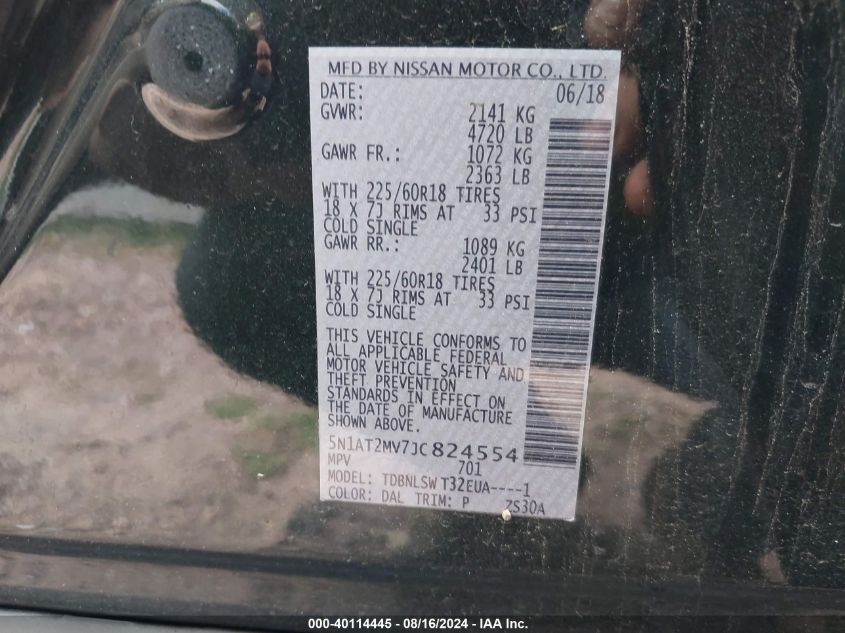 MFD BY NISSAN MOTOR CO., LTD.
DATE: 06/18
GVWR: 2141 KG
4720 LB
GAWR FR.: 1072 KG
2363 LB
WITH 225/60R18 TIRES
18 X 7J RIMS AT 33 PSI
COLD SINGLE
GAWR RR.: 1089 KG
2401 LB
WITH 225/60R18 TIRES
18 X 7J RIMS AT 33 PSI
COLD SINGLE
THIS VEHICLE CONFORMS TO
ALL APPLICABLE FEDERAL
MOTOR VEHICLE SAFETY AND
THEFT PREVENTION
STANDARDS IN EFFECT ON
THE DATE OF MANUFACTURE
SHOWN ABOVE.
5N1AT2MV7JC824554
MPV 701
MODEL: TDBNLSW T32EUA----1
COLOR: DAL TRIM: P ZS30A
000-40114445 - 08/16/2024 - IAA Inc.